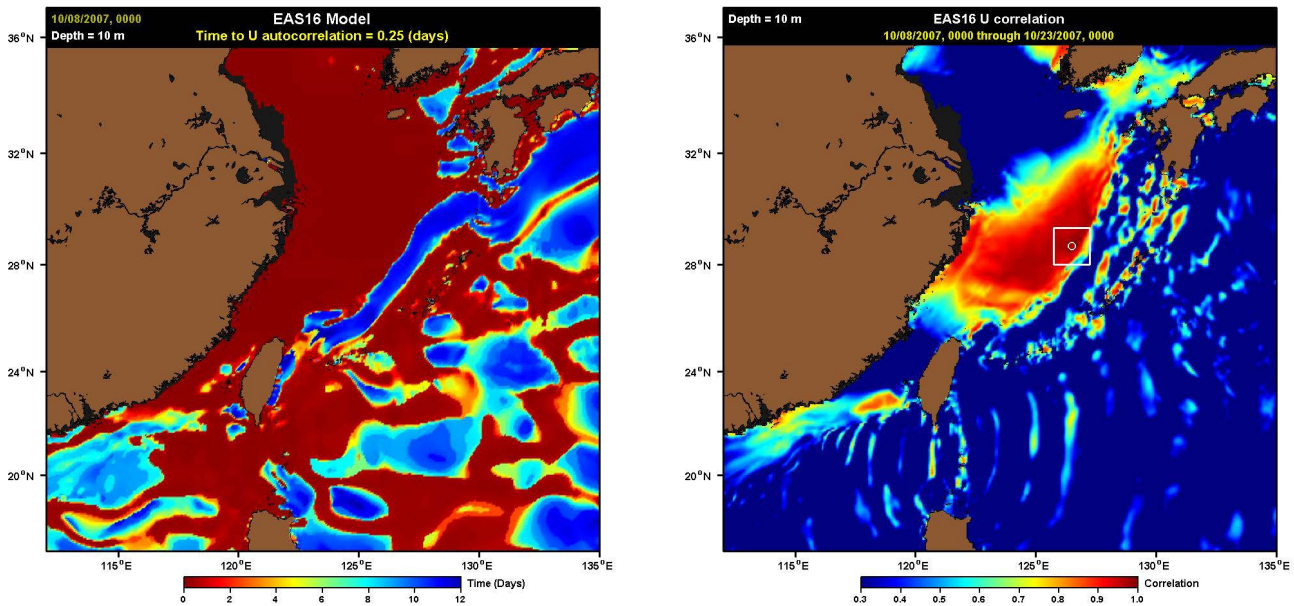 10/08/2007, 0000
EAS16 Model
Depth = 10 m
Time to U autocorrelation = 0.25 (days)
36°N
32°N
28°N
24°N
20°N
115°E
120°E
125°E
130°E
135°E
0 2 4 6 8 10 12
Time (Days)
Depth = 10 m
EAS16 U correlation
10/08/2007, 0000 through 10/23/2007, 0000
36°N
32°N
28°N
24°N
20°N
115°E
120°E
125°E
130°E
135°E
0.3 0.4 0.5 0.6 0.7 0.8 0.9 1.0
Correlation